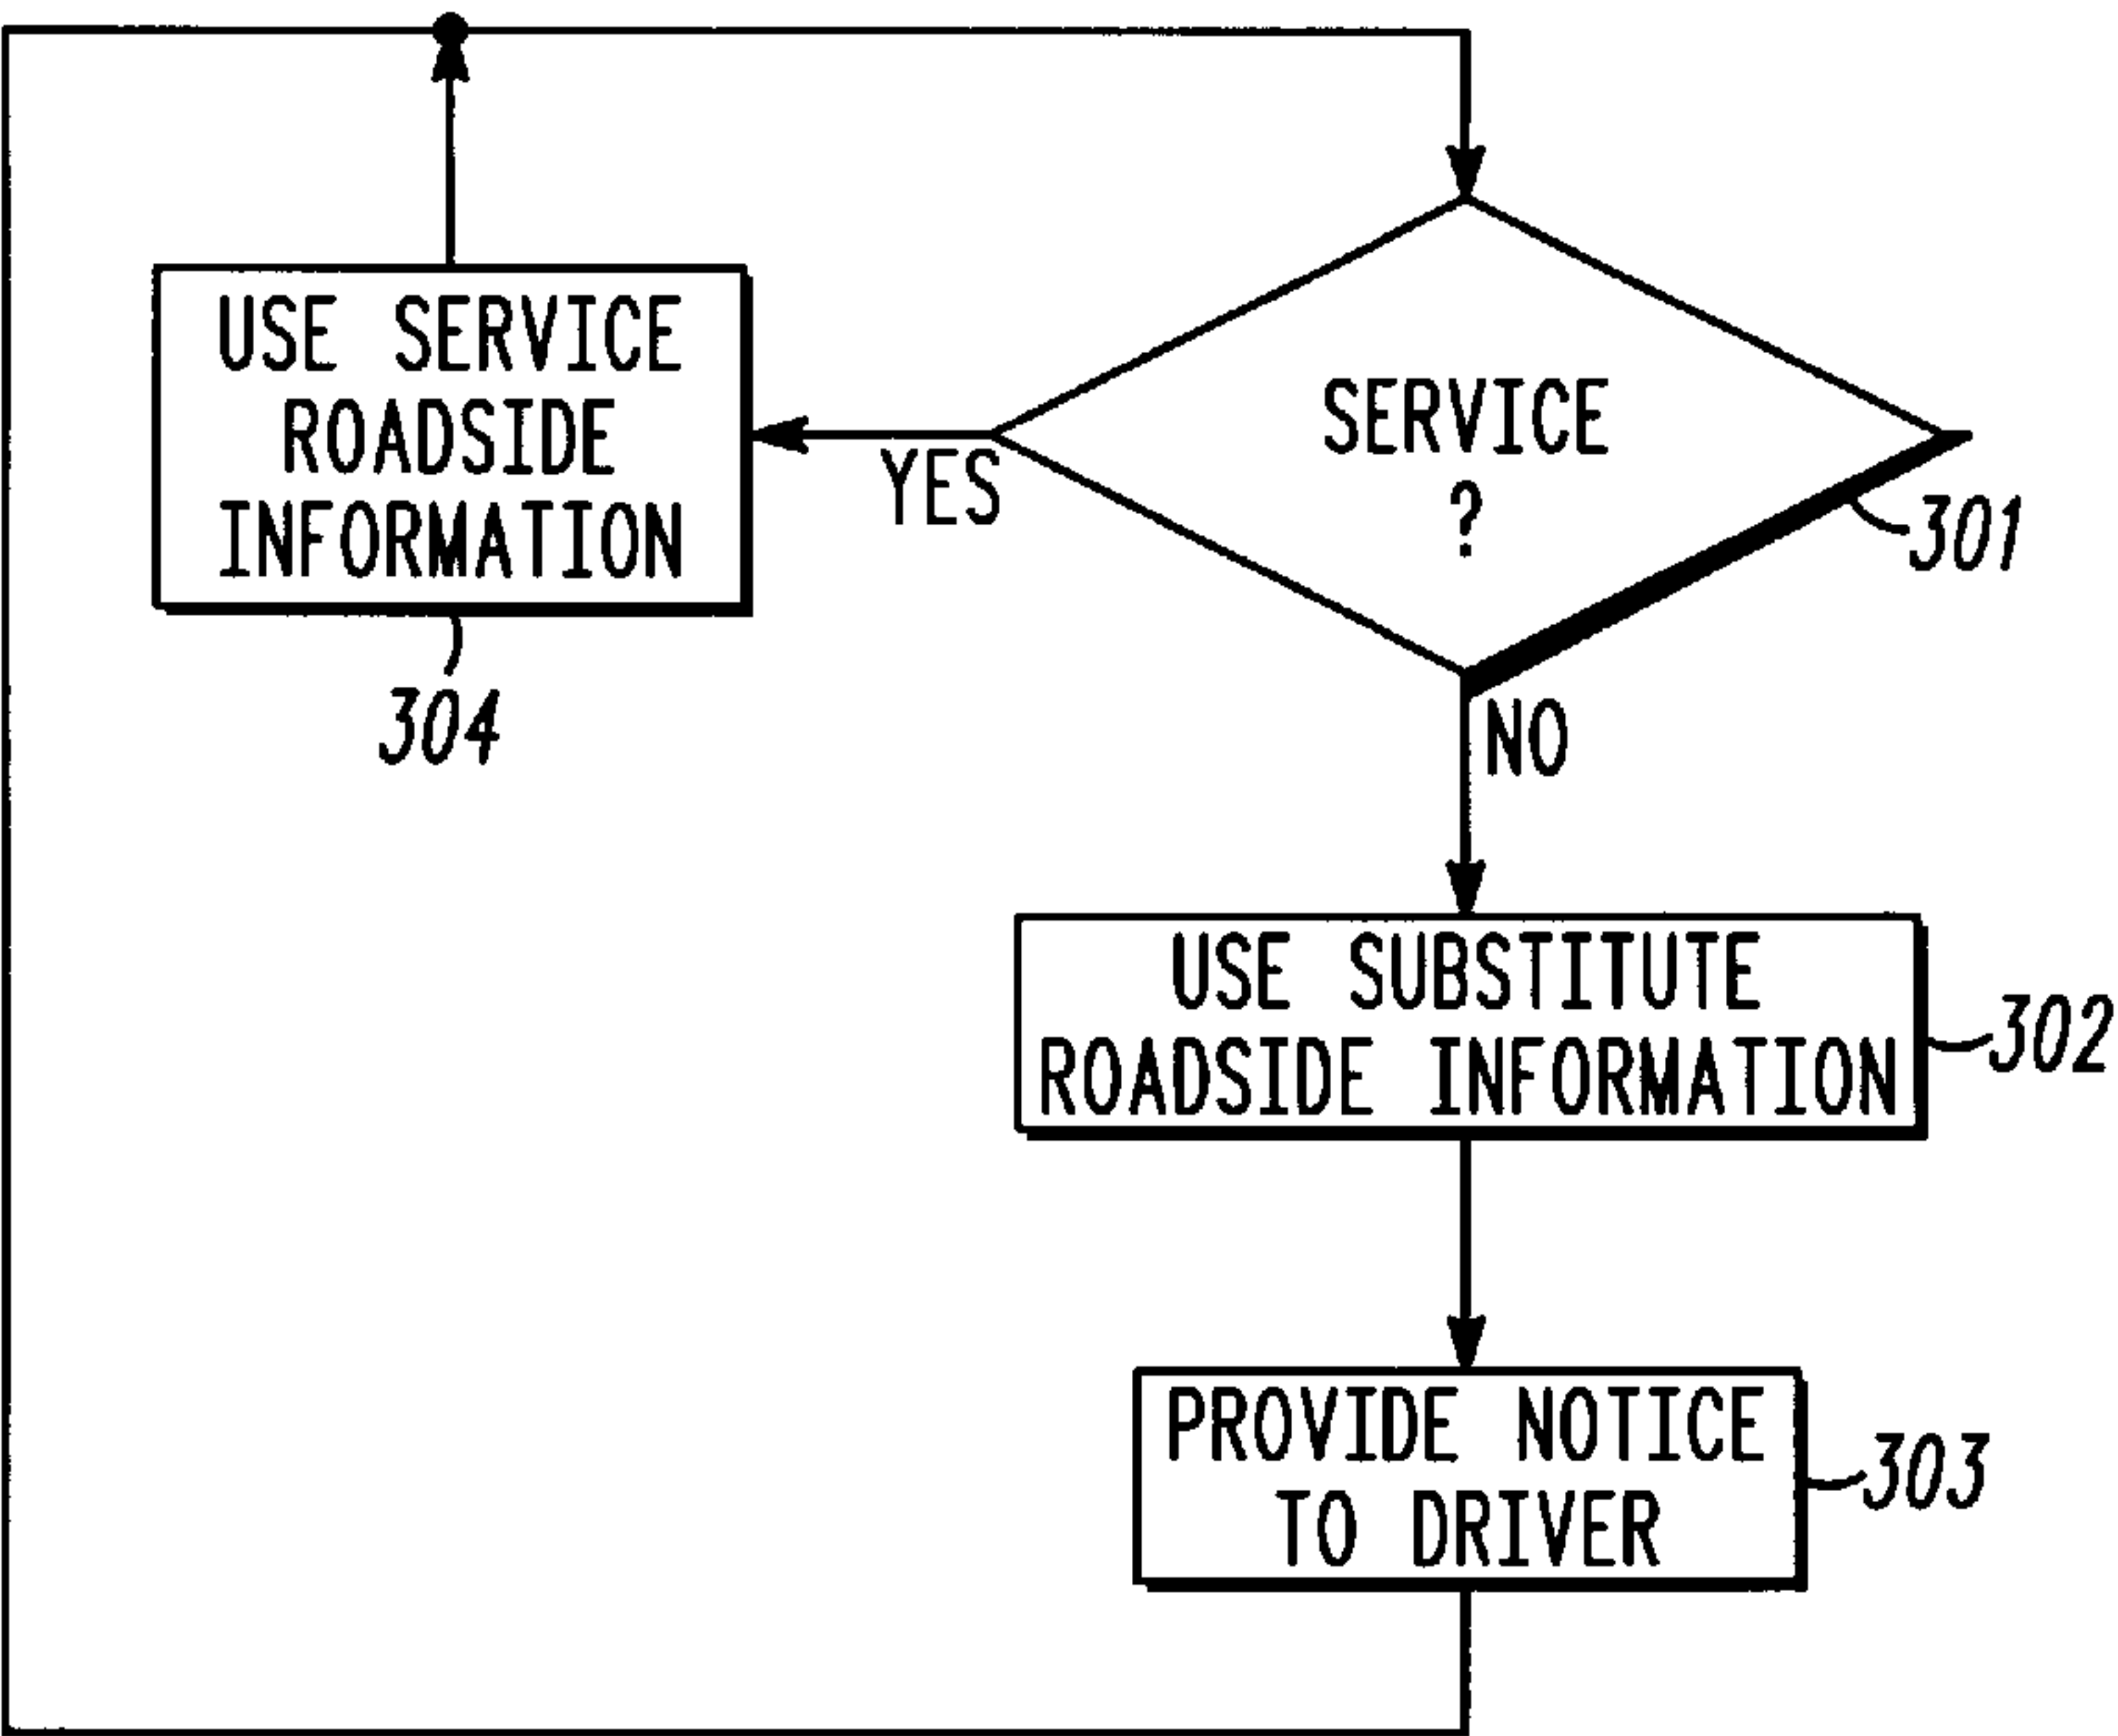 USE SERVICE
ROADSIDE
INFORMATION
304
SERVICE
?
301
YES
NO
USE SUBSTITUTE
ROADSIDE INFORMATION
302
PROVIDE NOTICE
TO DRIVER
303